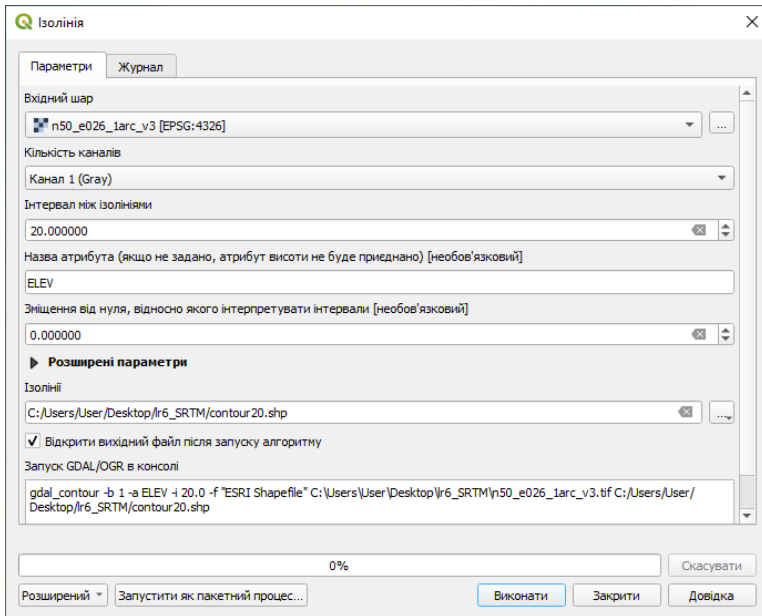 Ізолінія
Параметри
Журнал
Вхідний шар
n50_e026_1arc_v3 [EPSG:4326]
...
Кількість каналів
Канал 1 (Gray)
Інтервал між ізолініями
20.000000
Назва атрибута (якщо не задано, атрибут висоти не буде приєднано) [необов'язковий]
ELEV
Зміщення від нуля, відносно якого інтерпретувати інтервали [необов'язковий]
0.000000
Розширені параметри
Ізолінії
C:/Users/User/Desktop/lr6_SRTM/contour20.shp
...
Відкрити вихідний файл після запуску алгоритму
Запуск GDAL/OGR в консолі
gdal_contour -b 1 -a ELEV -i 20.0 -f "ESRI Shapefile" C:\Users\User\Desktop\lr6_SRTM\n50_e026_1arc_v3.tif C:/Users/User/
Desktop/lr6_SRTM/contour20.shp
0%
Скасувати
Розширений
Запустити як пакетний процес...
Виконати
Закрити
Довідка